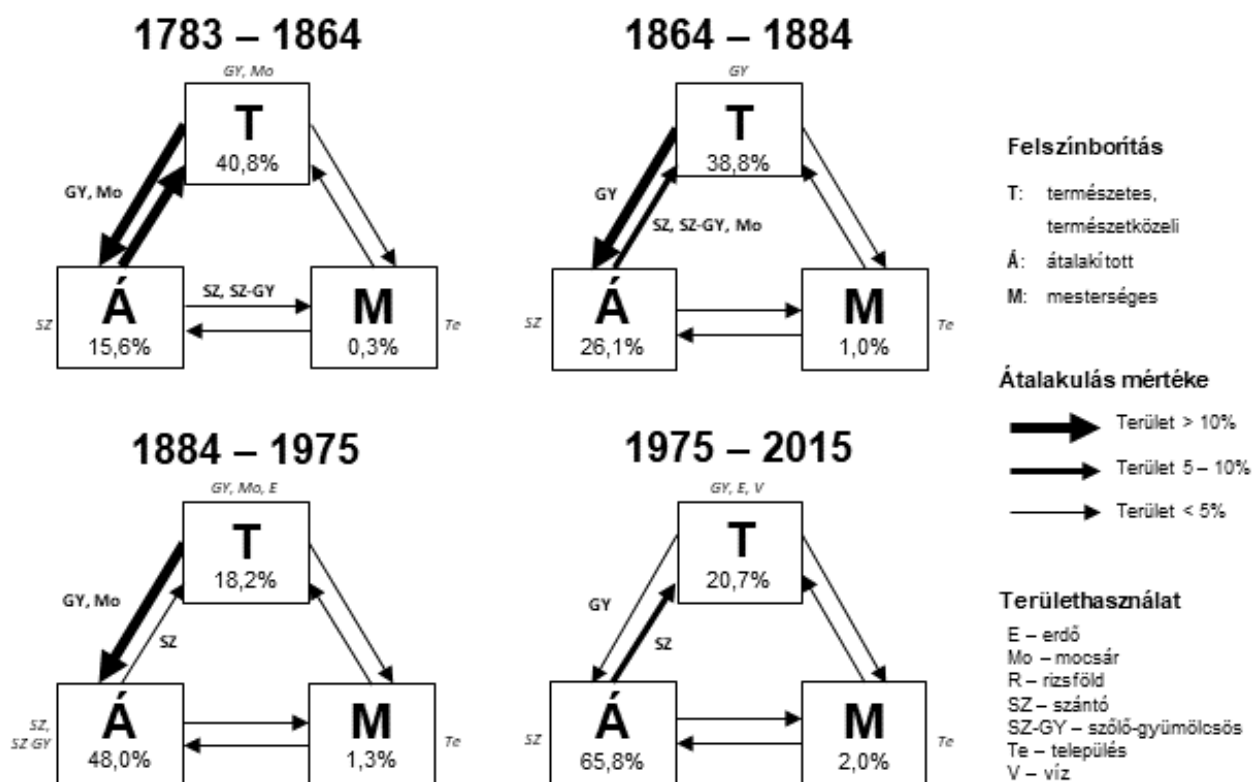 1783 – 1864
GY, Mo
T
40,8%
GY, Mo
SZ, SZ-GY
SZ
Á
15,6%
M
0,3%
Te
1864 – 1884
GY
T
38,8%
GY
SZ, SZ-GY, Mo
SZ
Á
26,1%
M
1,0%
Te
1884 – 1975
GY, Mo, E
T
18,2%
GY, Mo
SZ
SZ,
SZ-GY
Á
48,0%
M
1,3%
Te
1975 – 2015
GY, E, V
T
20,7%
GY
SZ
SZ
Á
65,8%
M
2,0%
Te
Felszínborítás
T: természetes,
természetközeli
Á: átalakított
M: mesterséges
Átalakulás mértéke
Terület > 10%
Terület 5 – 10%
Terület < 5%
Területhasználat
E – erdő
Mo – mocsár
R – rizsföld
SZ – szántó
SZ-GY – szőlő-gyümölcsös
Te – település
V – víz